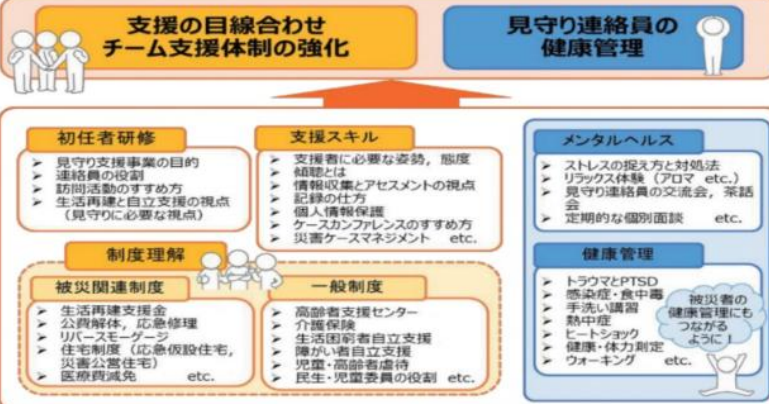 支援の目線合わせ
チーム支援体制の強化
見守り連絡員の
健康管理
初任者研修
➢ 見守り支援事業の目的
➢ 連絡員の役割
➢ 訪問活動のすすめ方
➢ 生活再建と自立支援の視点
（見守りに必要な視点）
支援スキル
➢ 支援者に必要な姿勢，態度
➢ 傾聴とは
➢ 情報収集とアセスメントの視点
➢ 記録の仕方
➢ 個人情報保護
➢ ケースカンファレンスのすすめ方
➢ 災害ケースマネジメント etc.
制度理解
被災関連制度
➢ 生活再建支援金
➢ 公費解体，応急修理
➢ リバースモーゲージ
➢ 住宅制度（応急仮設住宅，
災害公営住宅）
➢ 医療費減免 etc.
一般制度
➢ 高齢者支援センター
➢ 介護保険
➢ 生活困窮者自立支援
➢ 障がい者自立支援
➢ 児童・高齢者虐待
➢ 民生・児童委員の役割 etc.
メンタルヘルス
➢ ストレスの捉え方と対処法
➢ リラックス体験（アロマ etc.）
➢ 見守り連絡員の交流会，茶話
会
➢ 定期的な個別面談 etc.
健康管理
➢ トラウマとPTSD
➢ 感染症・食中毒
➢ 手洗い講習
➢ 熱中症
➢ ヒートショック
➢ 健康・体力測定
➢ ウォーキング etc.
被災者の
健康管理にも
つながる
ように！